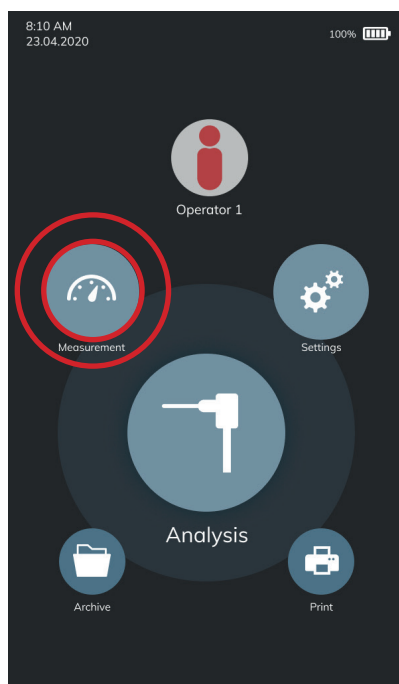 8:10 AM
100%
23.04.2020
Operator 1
Measurement
Settings
Analysis
Archive
Print